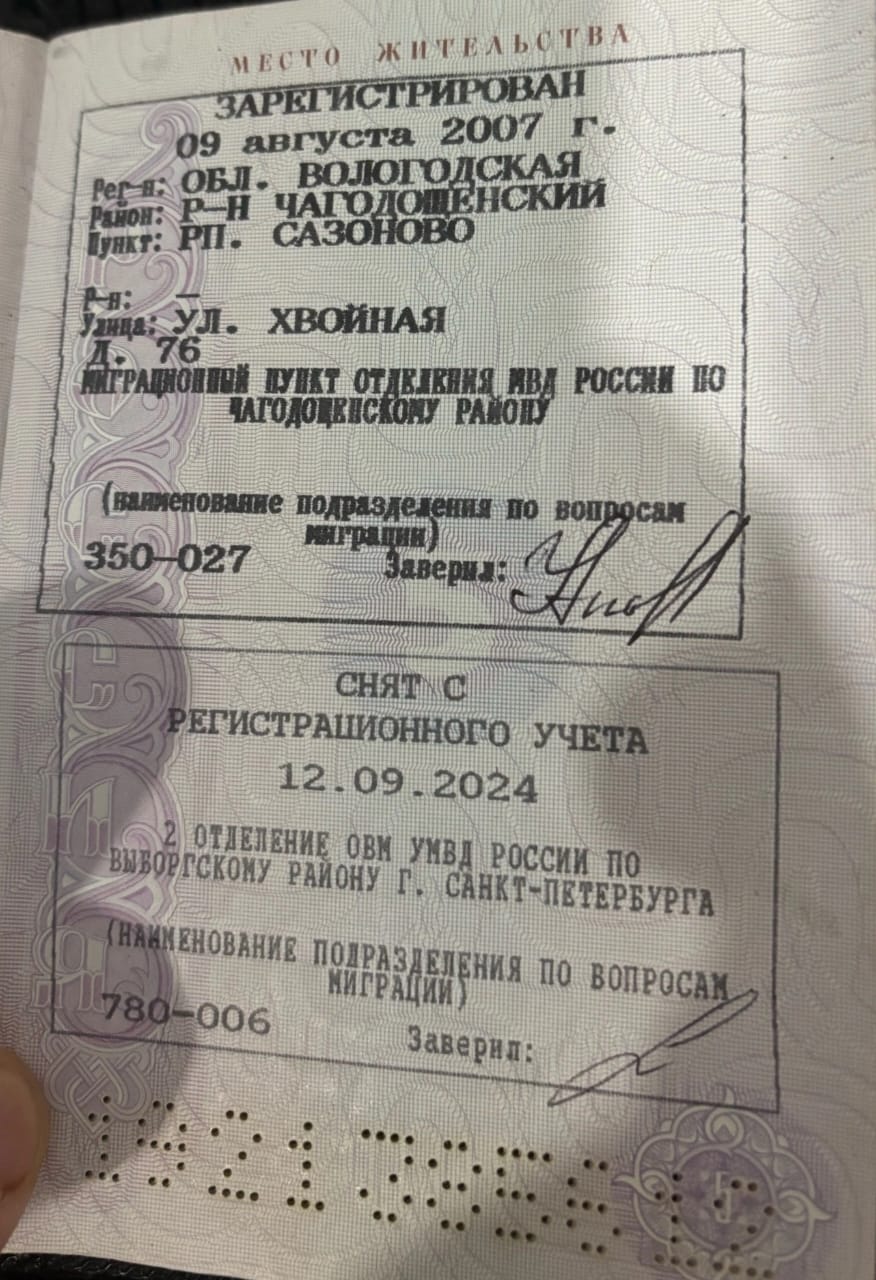 МЕСТО ЖИТЕЛЬСТВА
ЗАРЕГИСТРИРОВАН
09 августа 2007 г.
Рег-н: ОБЛ. ВОЛОГОДСКАЯ
Район: Р-Н ЧАГОДОЩЕНСКИЙ
Пункт: РП. САЗОНОВО
Р-н: –
Улица: УЛ. ХВОЙНАЯ
Д. 76
МИГРАЦИОННЫЙ ПУНКТ ОТДЕЛЕНИЯ МВД РОССИИ ПО
ЧАГОДОЩЕНСКОМУ РАЙОНУ
(наименование подразделения по вопросам
миграции)
350-027 Заверил:
СНЯТ С
РЕГИСТРАЦИОННОГО УЧЕТА
12.09.2024
2 ОТДЕЛЕНИЕ ОВМ УМВД РОССИИ ПО
ВЫБОРГСКОМУ РАЙОНУ Г. САНКТ-ПЕТЕРБУРГА
(НАИМЕНОВАНИЕ ПОДРАЗДЕЛЕНИЯ ПО ВОПРОСАМ
МИГРАЦИИ)
780-006 Заверил:
5